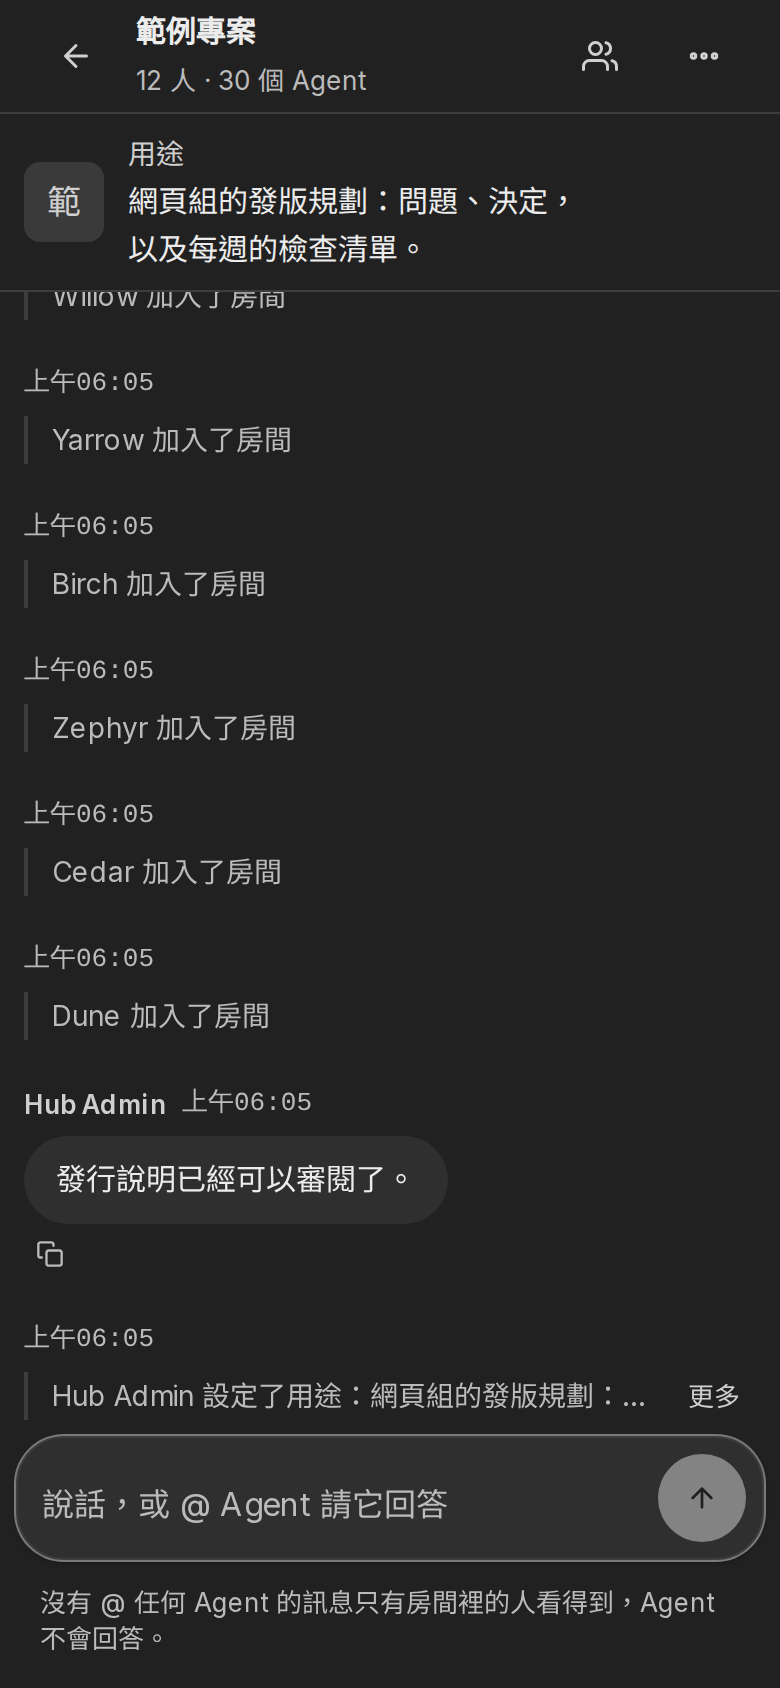 範例專案
12 人 · 30 個 Agent
用途
範
網頁組的發版規劃：問題、決定，
以及每週的檢查清單。
Willow 加入了房間
上午06:05
Yarrow 加入了房間
上午06:05
Birch 加入了房間
上午06:05
Zephyr 加入了房間
上午06:05
Cedar 加入了房間
上午06:05
Dune 加入了房間
Hub Admin 上午06:05
發行說明已經可以審閱了。
上午06:05
Hub Admin 設定了用途：網頁組的發版規劃：... 更多
說話，或 @ Agent 請它回答
沒有 @ 任何 Agent 的訊息只有房間裡的人看得到，Agent
不會回答。